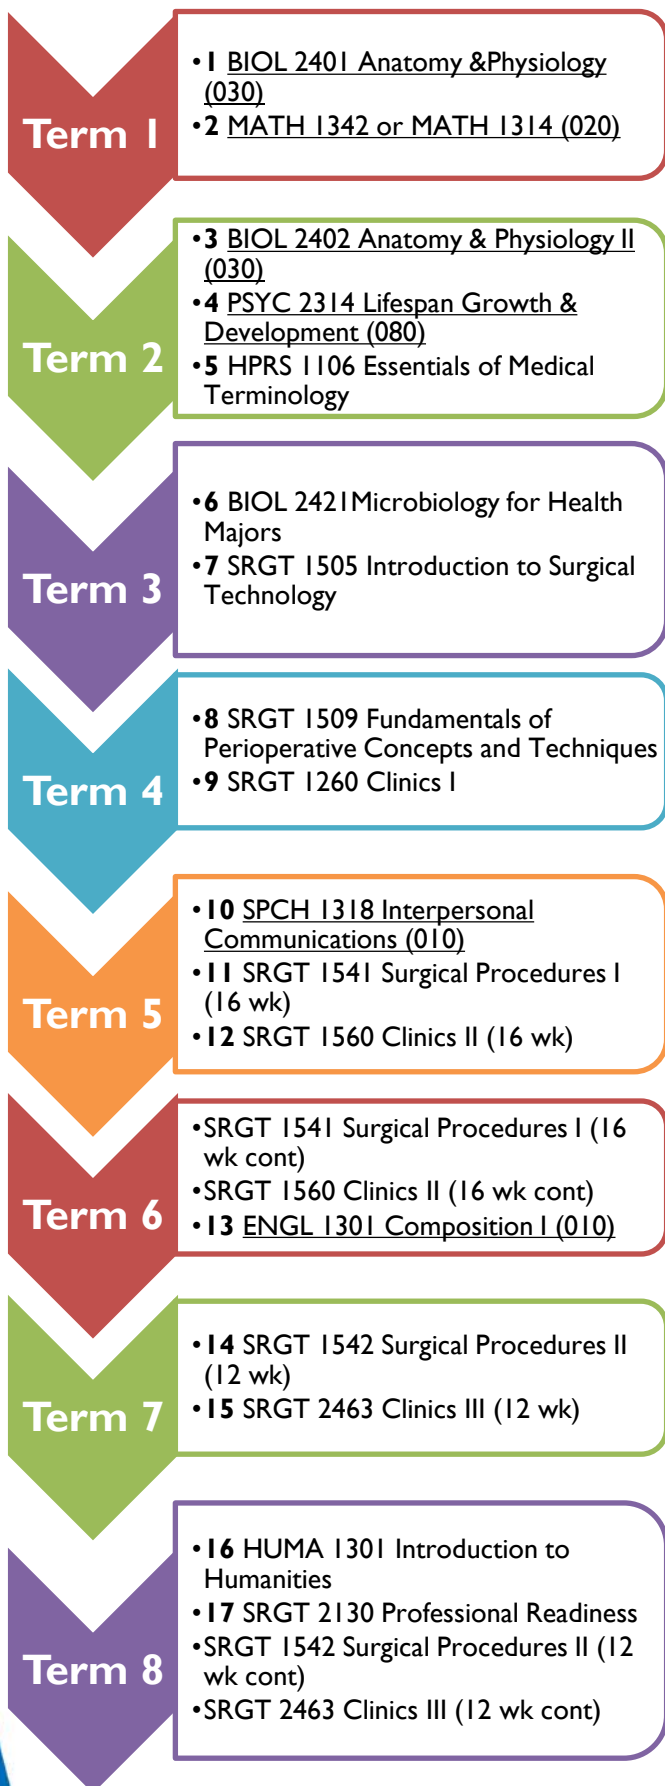 Term 1
•1 BIOL 2401 Anatomy &Physiology
(030)
•2 MATH 1342 or MATH 1314 (020)
Term 2
•3 BIOL 2402 Anatomy & Physiology II
(030)
•4 PSYC 2314 Lifespan Growth &
Development (080)
•5 HPRS 1106 Essentials of Medical
Terminology
Term 3
•6 BIOL 2421Microbiology for Health
Majors
•7 SRGT 1505 Introduction to Surgical
Technology
Term 4
•8 SRGT 1509 Fundamentals of
Perioperative Concepts and Techniques
•9 SRGT 1260 Clinics I
Term 5
•10 SPCH 1318 Interpersonal
Communications (010)
•11 SRGT 1541 Surgical Procedures I
(16 wk)
•12 SRGT 1560 Clinics II (16 wk)
Term 6
•SRGT 1541 Surgical Procedures I (16
wk cont)
•SRGT 1560 Clinics II (16 wk cont)
•13 ENGL 1301 Composition I (010)
Term 7
•14 SRGT 1542 Surgical Procedures II
(12 wk)
•15 SRGT 2463 Clinics III (12 wk)
Term 8
•16 HUMA 1301 Introduction to
Humanities
•17 SRGT 2130 Professional Readiness
•SRGT 1542 Surgical Procedures II (12
wk cont)
•SRGT 2463 Clinics III (12 wk cont)